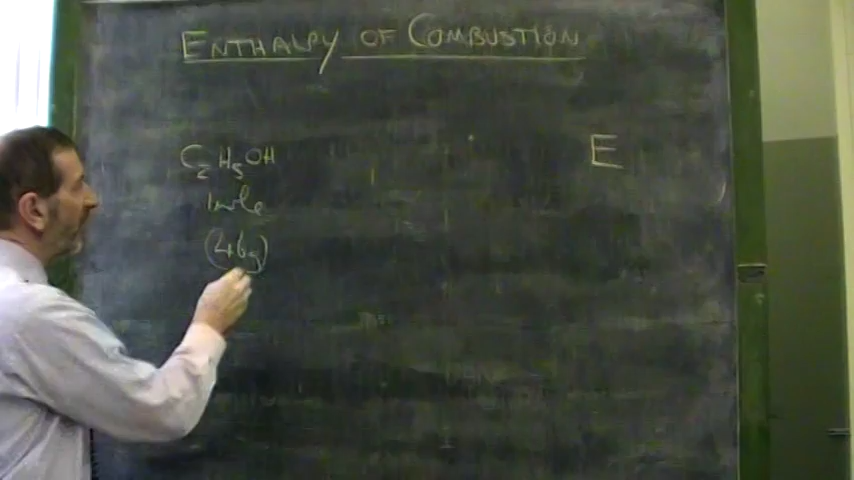 ENTHALPY OF COMBUSTION
C₂H₅OH
E
1mole
(46g)